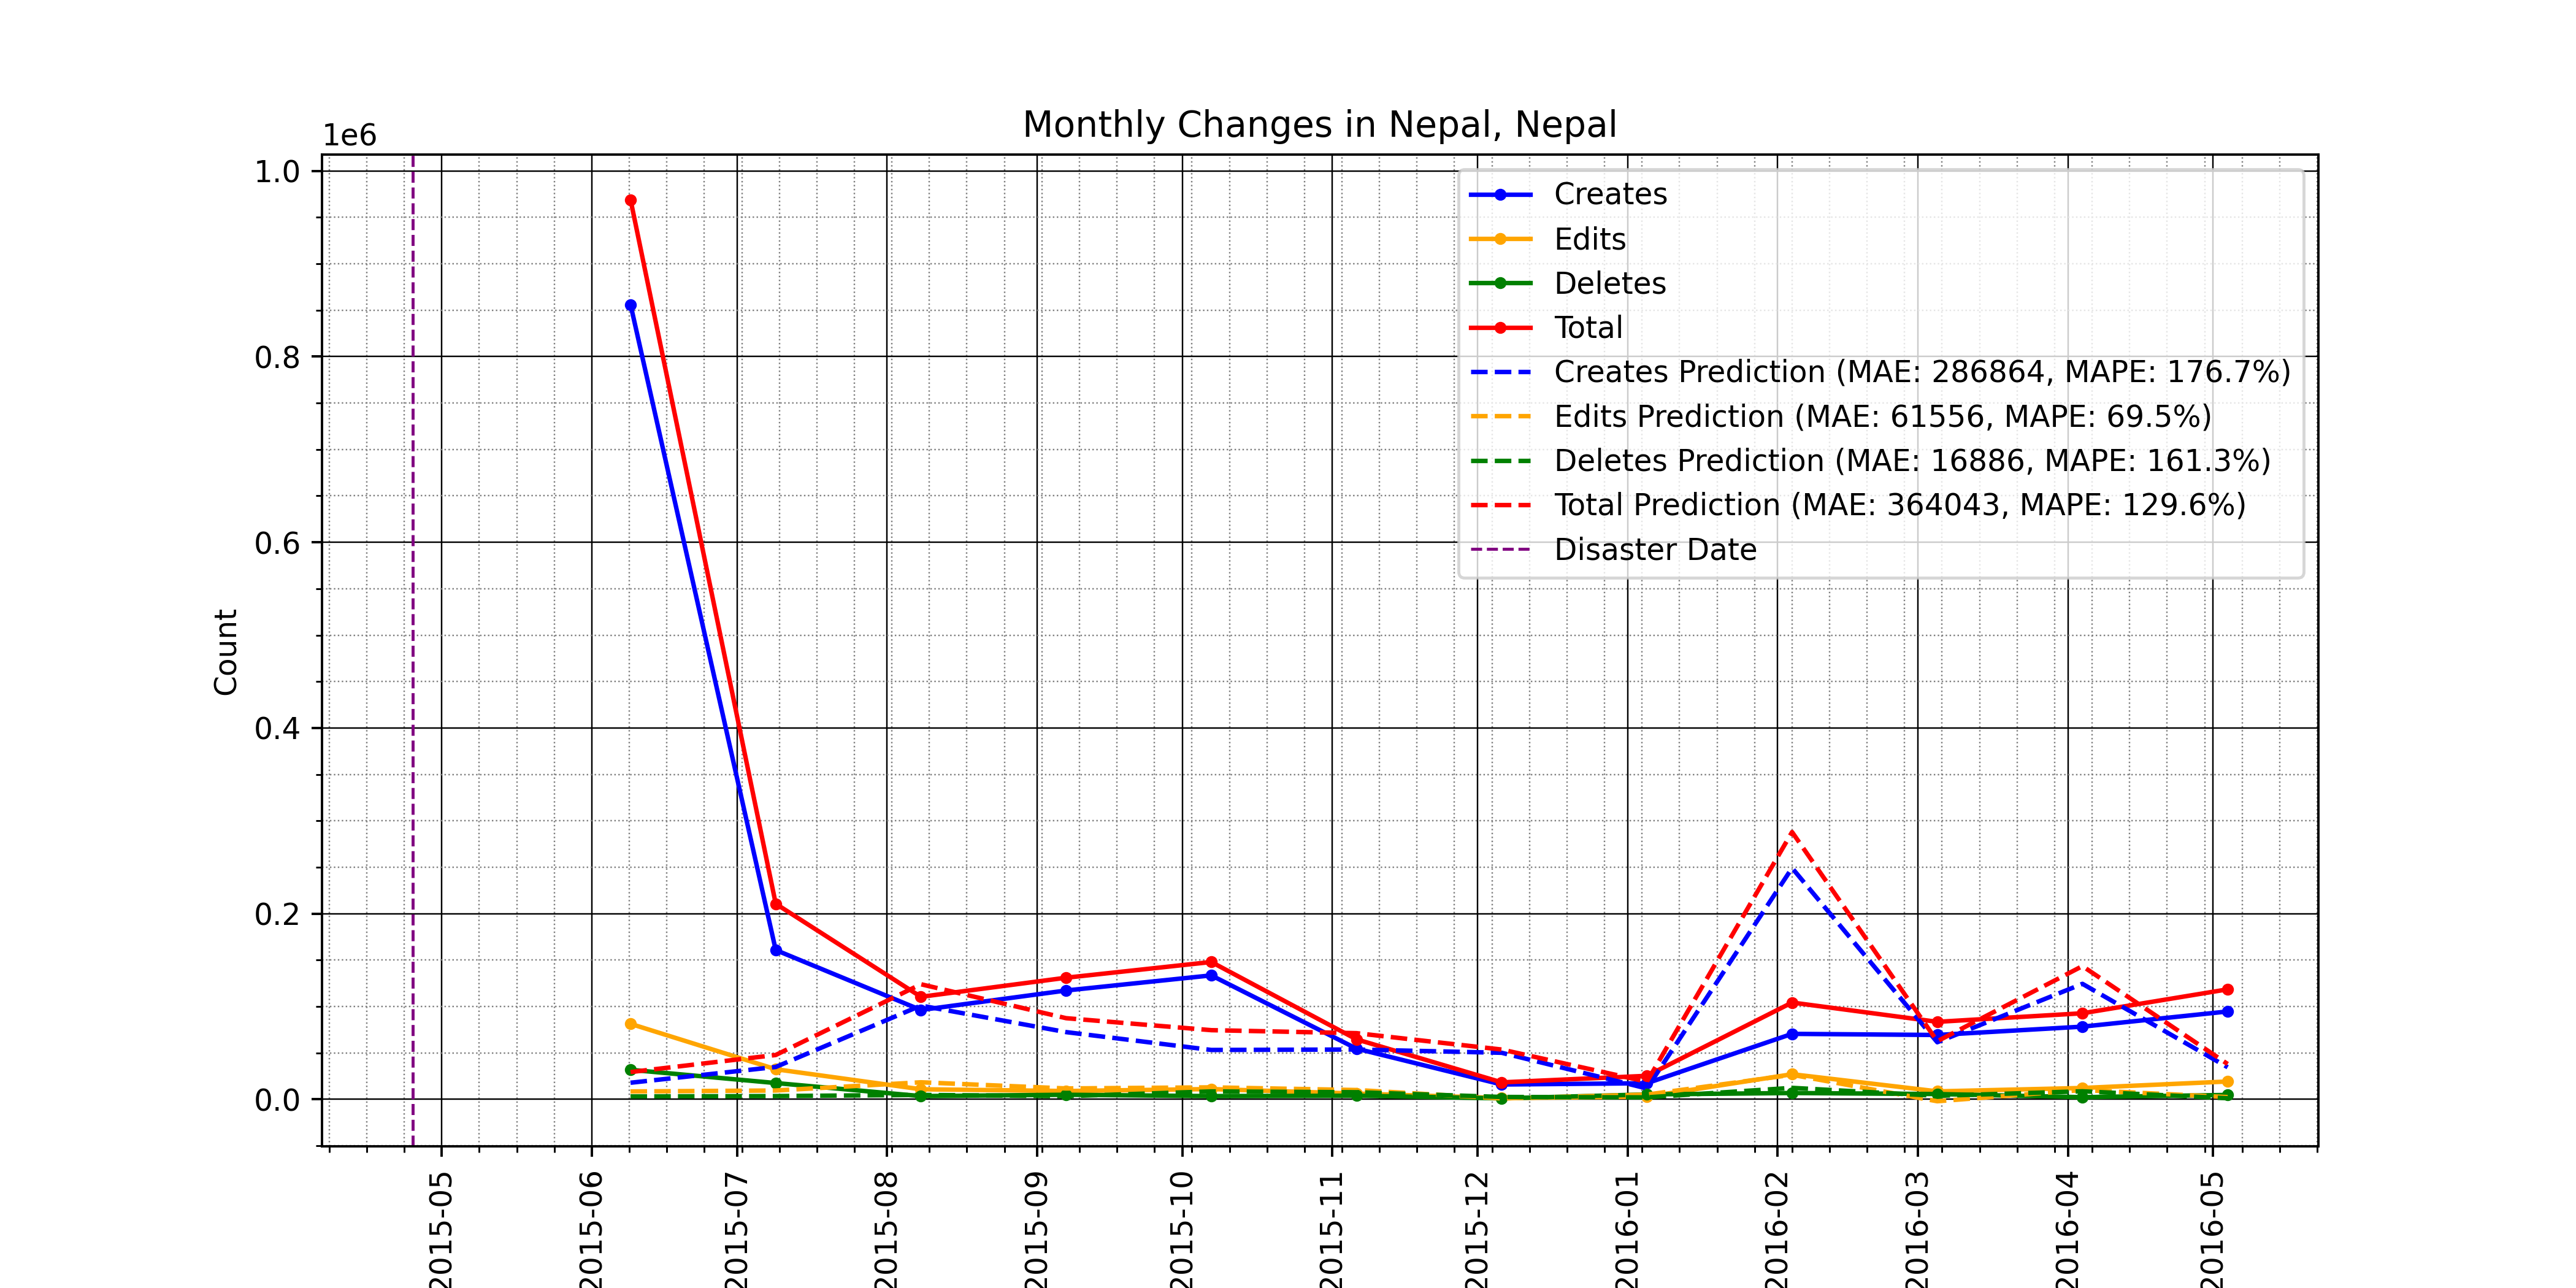 Monthly Changes in Nepal, Nepal
1e6
1.0
0.8
0.6
0.4
0.2
0.0
Count
Creates
Edits
Deletes
Total
Creates Prediction (MAE: 286864, MAPE: 176.7%)
Edits Prediction (MAE: 61556, MAPE: 69.5%)
Deletes Prediction (MAE: 16886, MAPE: 161.3%)
Total Prediction (MAE: 364043, MAPE: 129.6%)
Disaster Date
2015-05
2015-06
2015-07
2015-08
2015-09
2015-10
2015-11
2015-12
2016-01
2016-02
2016-03
2016-04
2016-05